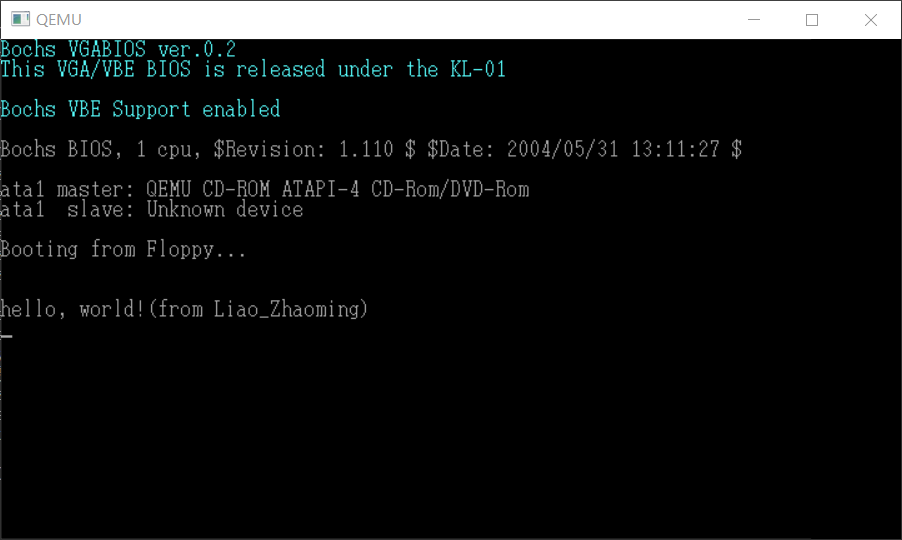 QEMU
Bochs VGABIOS ver.0.2
This VGA/VBE BIOS is released under the KL-01
Bochs VBE Support enabled
Bochs BIOS, 1 cpu, $Revision: 1.110 $ $Date: 2004/05/31 13:11:27 $
ata1 master: QEMU CD-ROM ATAPI-4 CD-Rom/DVD-Rom
ata1  slave: Unknown device
Booting from Floppy...
hello, world!(from Liao_Zhaoming)